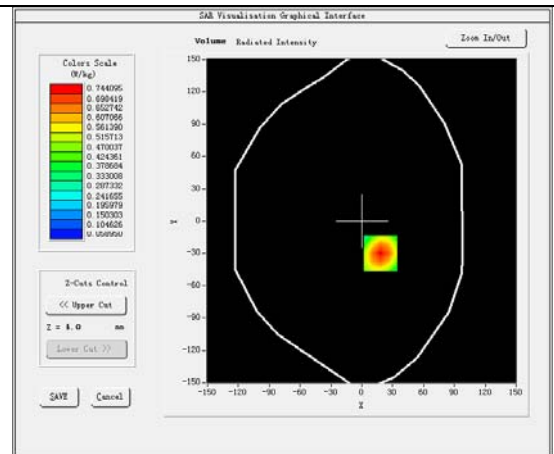 SAR Visualisation Graphical Interface
Volume Radiated Intensity
Zoom In/Out
Colors Scale
(W/kg)
0.744095
0.698419
0.652742
0.607066
0.561390
0.515713
0.470037
0.424361
0.378684
0.333008
0.287332
0.241655
0.195979
0.150303
0.104626
0.058950
Z-Cuts Control
<< Upper Cut
Z = 4.0 mm
Lower Cut >>
SAVE
Cancel
150
120
90
60
30
0
-30
-60
-90
-120
-150
Y
-150 -120 -90 -60 -30 0 30 60 90 120 150
X